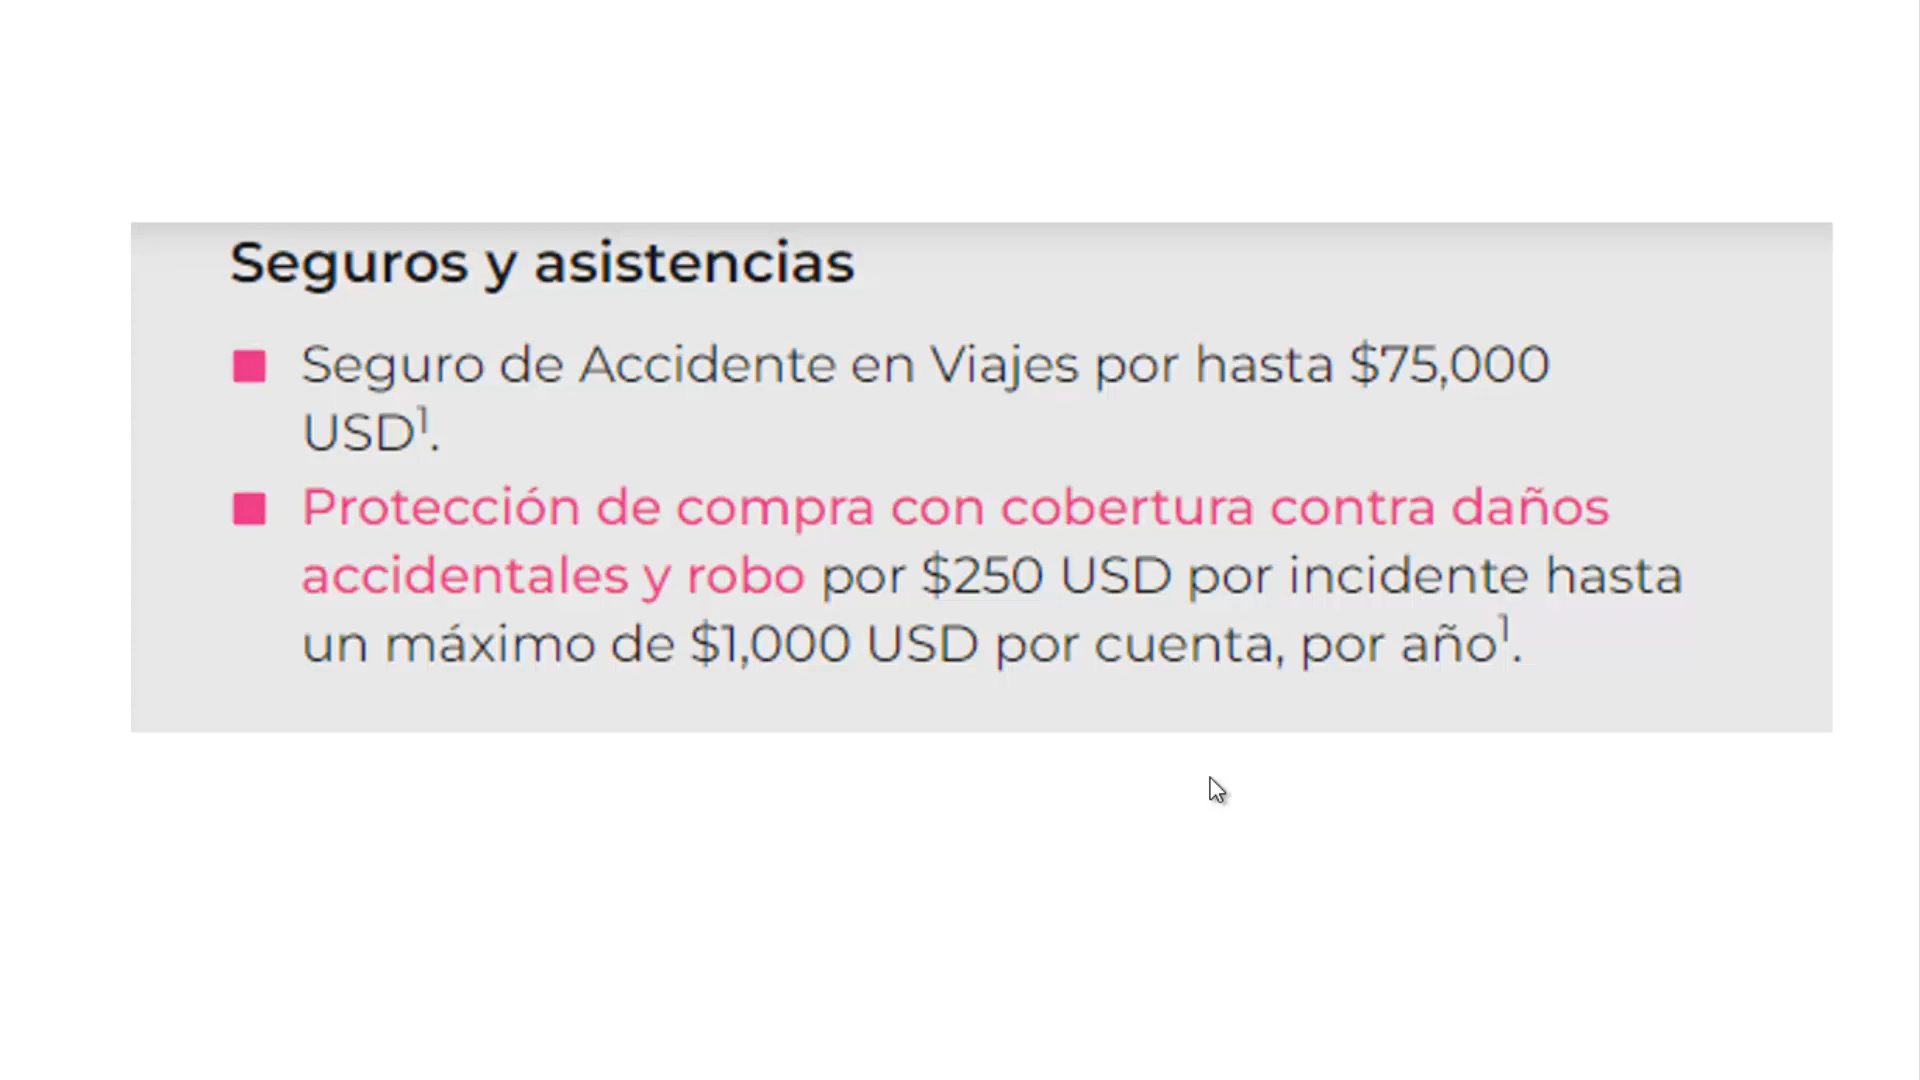 Seguros y asistencias
Seguro de Accidente en Viajes por hasta $75,000
USD¹.
Protección de compra con cobertura contra daños
accidentales y robo por $250 USD por incidente hasta
un máximo de $1,000 USD por cuenta, por año¹.